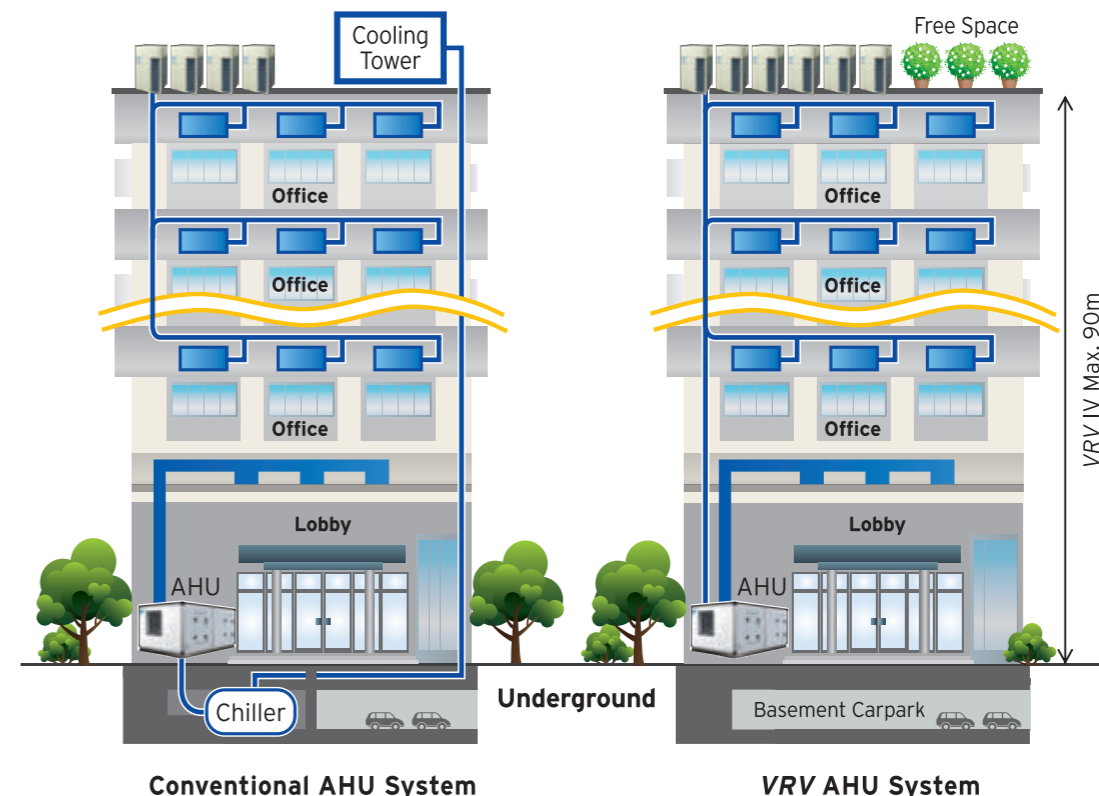 Cooling
Tower
Office
Office
Office
Lobby
AHU
Chiller
Conventional AHU System
Underground
Free Space
Office
Office
Office
Lobby
AHU
Basement Carpark
VRV IV Max. 90m
VRV AHU System